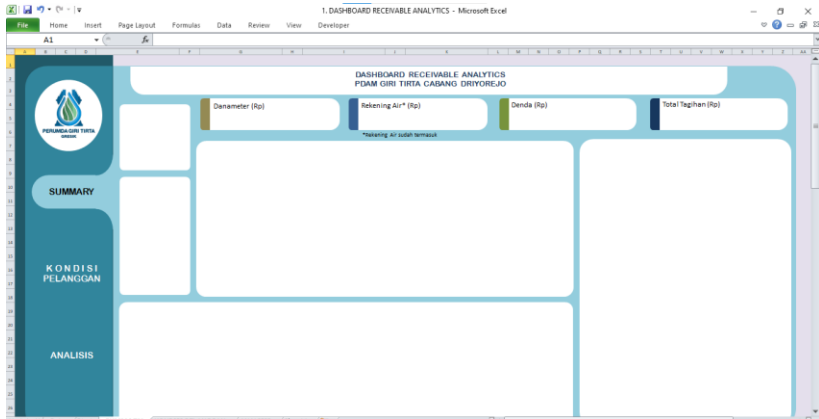 1. DASHBOARD RECEIVABLE ANALYTICS - Microsoft Excel
File Home Insert Page Layout Formulas Data Review View Developer
A1 fx
DASHBOARD RECEIVABLE ANALYTICS
PDAM GIRI TIRTA CABANG DRIYOREJO
Danameter (Rp) Rekening Air* (Rp) Denda (Rp) Total Tagihan (Rp)
*Rekening Air sudah termasuk
PERUMDA GIRI TIRTA
GRESIK
SUMMARY
KONDISI
PELANGGAN
ANALISIS